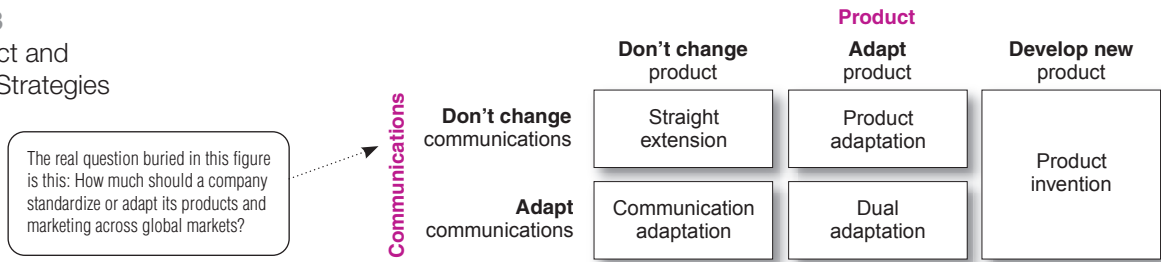 ct and
Strategies
The real question buried in this figure
is this: How much should a company
standardize or adapt its products and
marketing across global markets?
Product
Don't change
product
Adapt
product
Develop new
product
Communications
Don't change
communications
Straight
extension
Product
adaptation
Product
invention
Adapt
communications
Communication
adaptation
Dual
adaptation